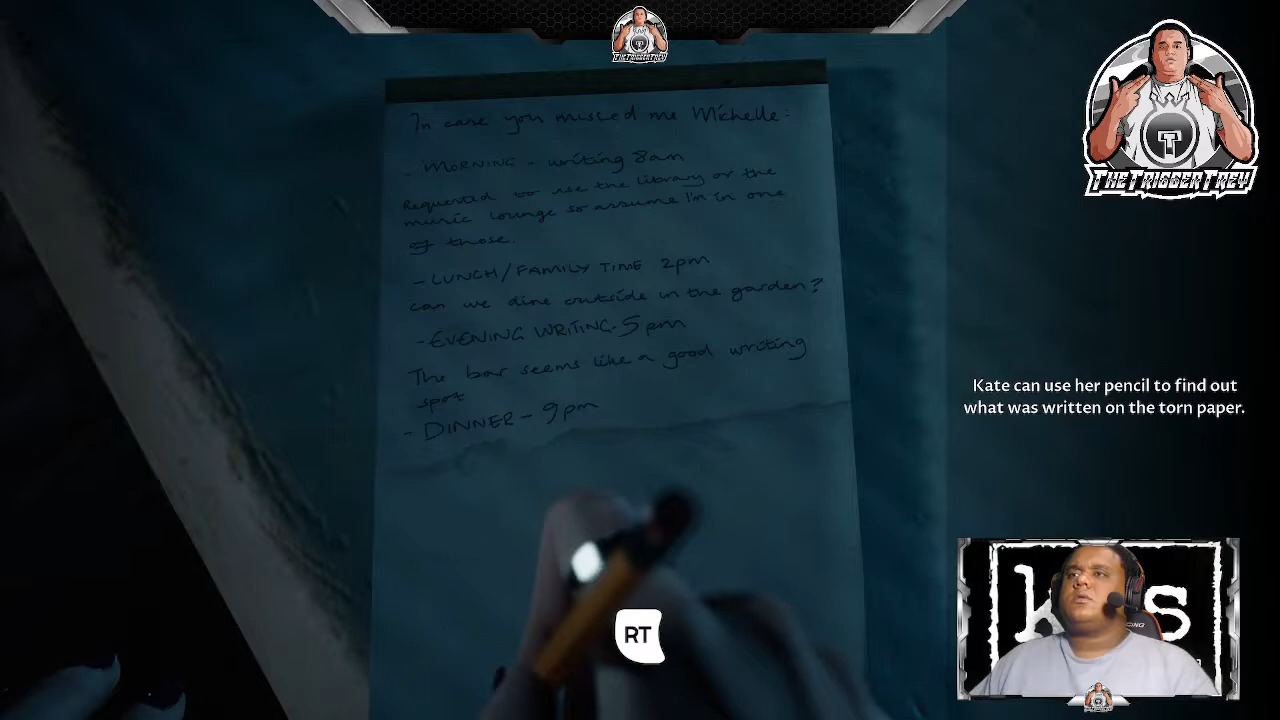 THETRIGGERTREY
In case you missed me Michelle:
- MORNING - writing 8am
Requested to use the library or the
music lounge so assume I'm in one
of those.
- LUNCH/FAMILY TIME 2pm
can we dine outside in the garden?
- EVENING WRITING - 5pm
The bar seems like a good writing
spot
- DINNER - 9pm
RT
T
THETRIGGERTREY
Kate can use her pencil to find out
what was written on the torn paper.